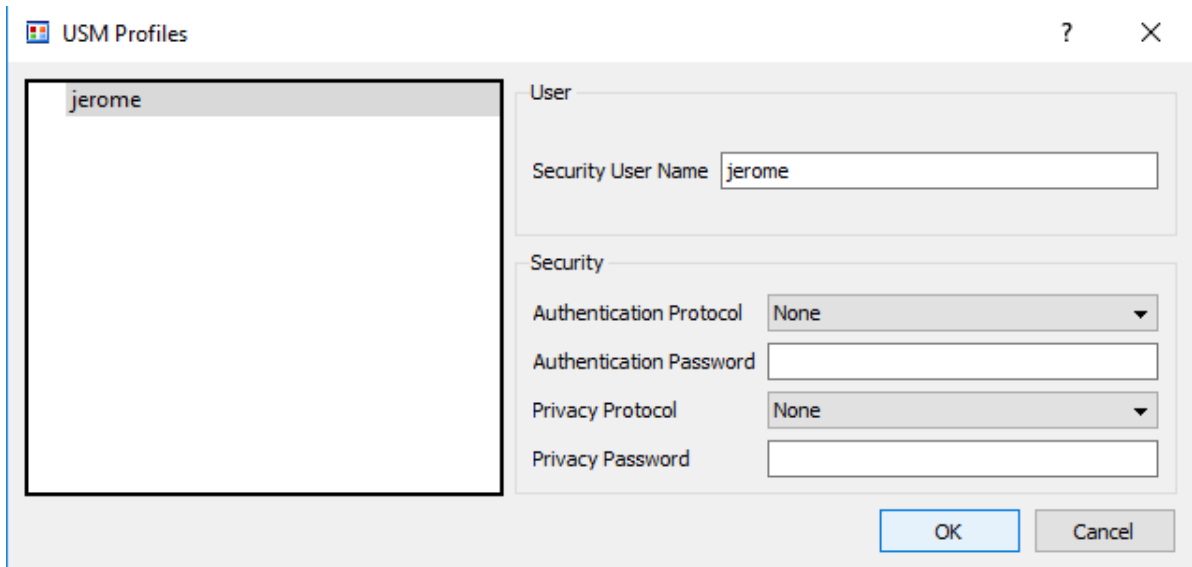 USM Profiles
?
jerome
User
Security User Name jerome
Security
Authentication Protocol None
Authentication Password
Privacy Protocol None
Privacy Password
OK Cancel